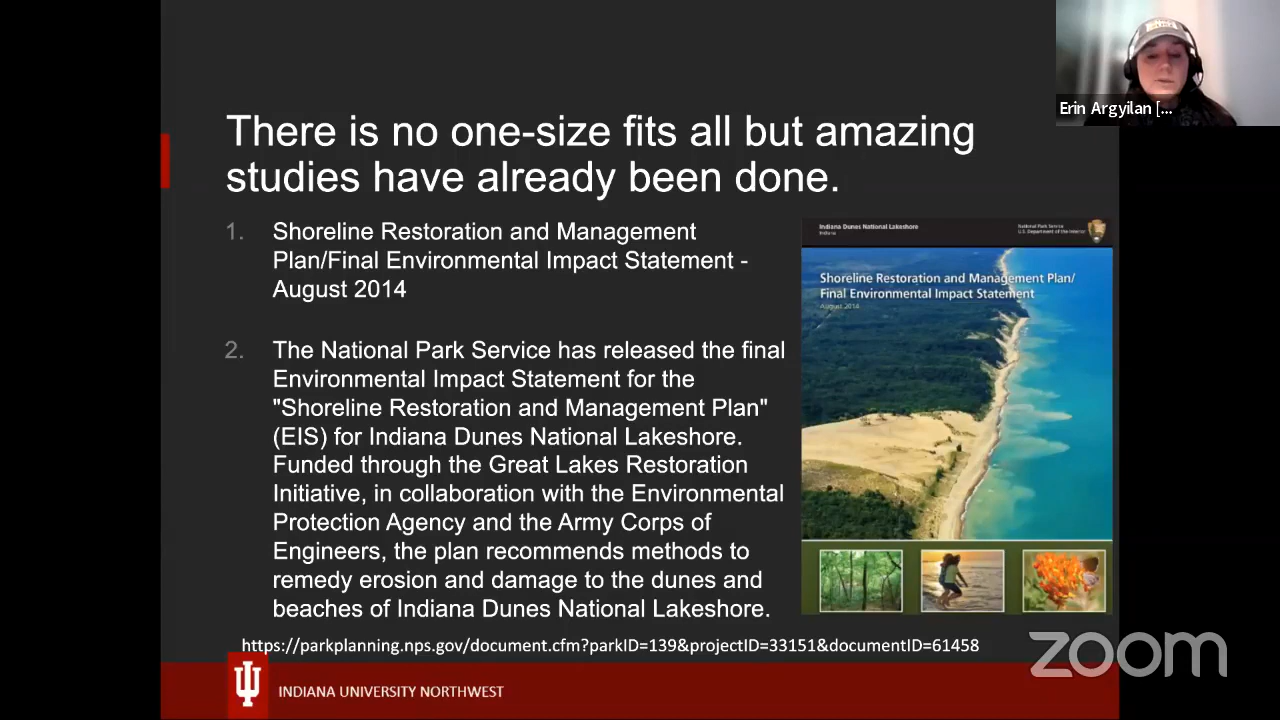 Erin Argyilan [...
There is no one-size fits all but amazing
studies have already been done.
1. Shoreline Restoration and Management
Plan/Final Environmental Impact Statement -
August 2014
2. The National Park Service has released the final
Environmental Impact Statement for the
"Shoreline Restoration and Management Plan"
(EIS) for Indiana Dunes National Lakeshore.
Funded through the Great Lakes Restoration
Initiative, in collaboration with the Environmental
Protection Agency and the Army Corps of
Engineers, the plan recommends methods to
remedy erosion and damage to the dunes and
beaches of Indiana Dunes National Lakeshore.
Indiana Dunes National Lakeshore
Indiana
National Park Service
U.S. Department of the Interior
Shoreline Restoration and Management Plan/
Final Environmental Impact Statement
August 2014
https://parkplanning.nps.gov/document.cfm?parkID=139&projectID=33151&documentID=61458
INDIANA UNIVERSITY NORTHWEST
zoom